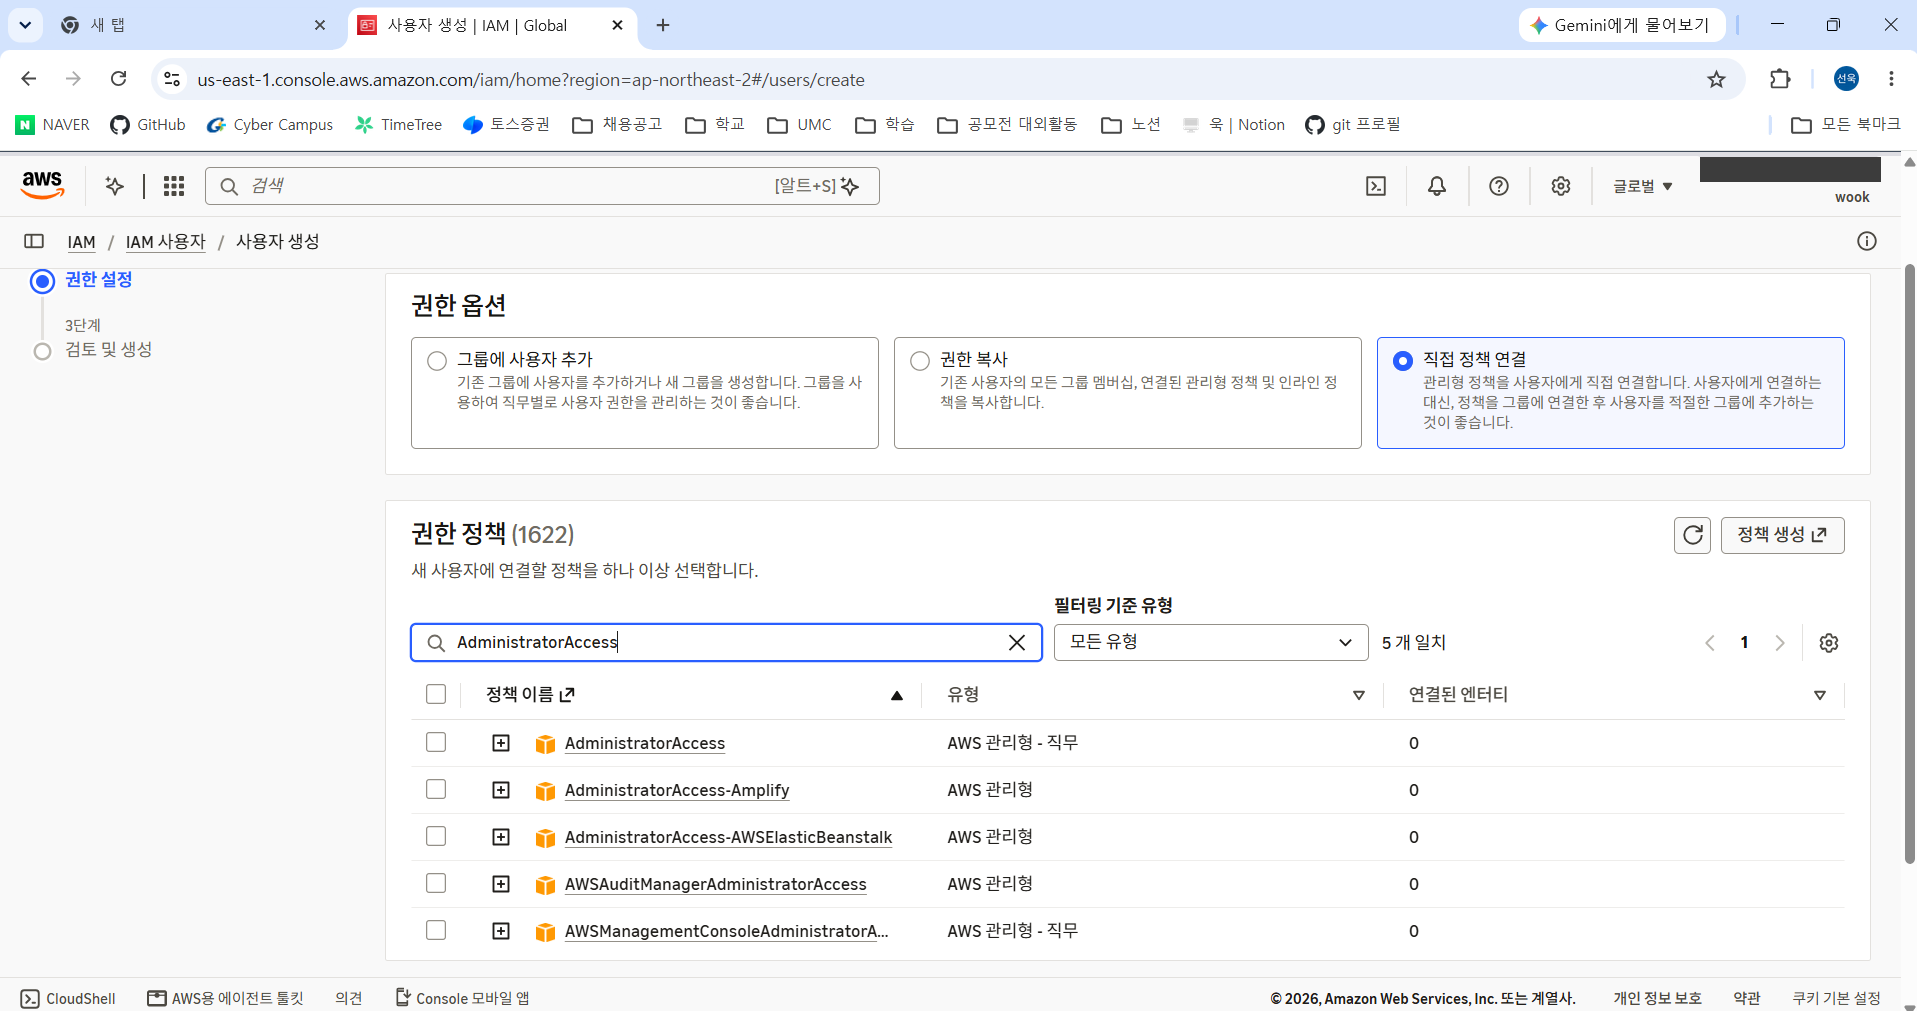 새 탭
사용자 생성 | IAM | Global
Gemini에게 물어보기
us-east-1.console.aws.amazon.com/iam/home?region=ap-northeast-2#/users/create
선욱
NAVER
GitHub
Cyber Campus
TimeTree
토스증권
채용공고
학교
UMC
학습
공모전 대외활동
노션
욱 | Notion
git 프로필
모든 북마크
aws
검색
[알트+S]
글로벌
wook
IAM / IAM 사용자 / 사용자 생성
권한 설정
3단계
검토 및 생성
권한 옵션
그룹에 사용자 추가
기존 그룹에 사용자를 추가하거나 새 그룹을 생성합니다. 그룹을 사
용하여 직무별로 사용자 권한을 관리하는 것이 좋습니다.
권한 복사
기존 사용자의 모든 그룹 멤버십, 연결된 관리형 정책 및 인라인 정
책을 복사합니다.
직접 정책 연결
관리형 정책을 사용자에게 직접 연결합니다. 사용자에게 연결하는
대신, 정책을 그룹에 연결한 후 사용자를 적절한 그룹에 추가하는
것이 좋습니다.
권한 정책 (1622)
정책 생성
새 사용자에 연결할 정책을 하나 이상 선택합니다.
필터링 기준 유형
AdministratorAccess
모든 유형
5 개 일치
1
정책 이름
유형
연결된 엔터티
AdministratorAccess
AWS 관리형 - 직무
0
AdministratorAccess-Amplify
AWS 관리형
0
AdministratorAccess-AWSElasticBeanstalk
AWS 관리형
0
AWSAuditManagerAdministratorAccess
AWS 관리형
0
AWSManagementConsoleAdministratorA...
AWS 관리형 - 직무
0
CloudShell
AWS용 에이전트 툴킷
의견
Console 모바일 앱
© 2026, Amazon Web Services, Inc. 또는 계열사.
개인 정보 보호
약관
쿠키 기본 설정